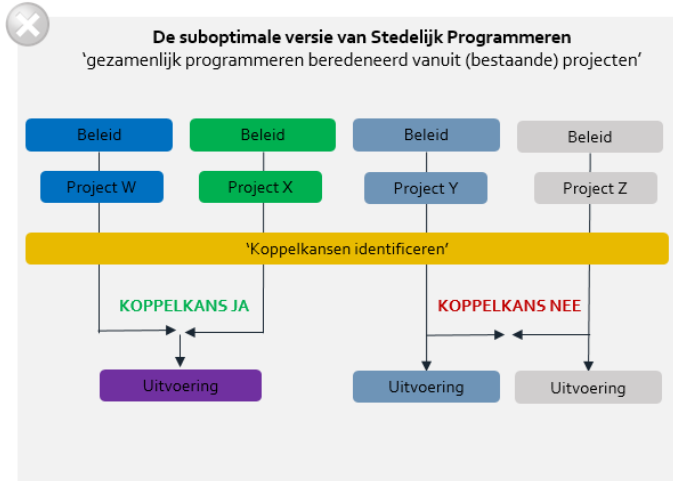 De suboptimale versie van Stedelijk Programmeren
‘gezamenlijk programmeren beredeneerd vanuit (bestaande) projecten’
Beleid
Beleid
Beleid
Beleid
Project W
Project X
Project Y
Project Z
‘Koppelkansen identificeren’
KOPPELKANS JA
KOPPELKANS NEE
Uitvoering
Uitvoering
Uitvoering